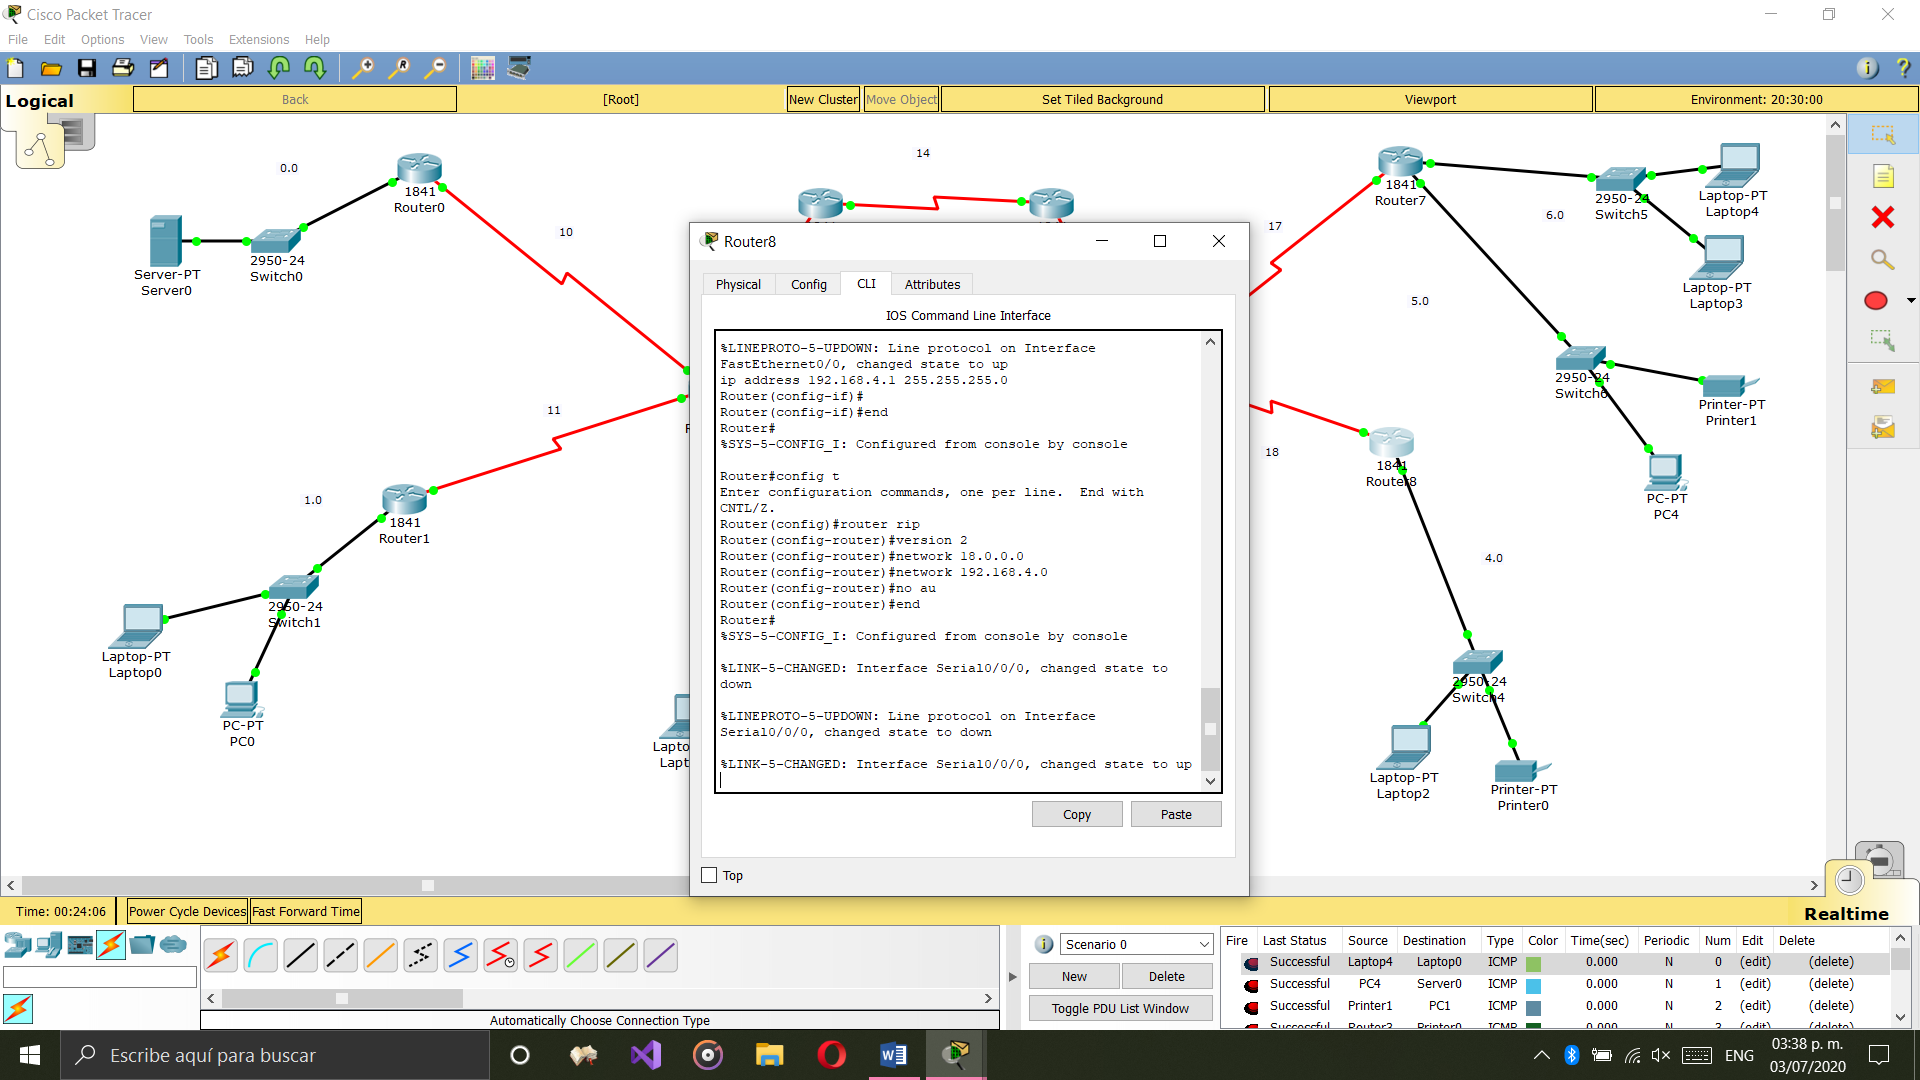 Cisco Packet Tracer
File Edit Options View Tools Extensions Help
Logical
Back
[Root]
New Cluster
Move Object
Set Tiled Background
Viewport
Environment: 20:30:00
0.0
1841
Router0
Server-PT
Server0
2950-24
Switch0
10
14
11
1.0
1841
Router1
2950-24
Switch1
Laptop-PT
Laptop0
PC-PT
PC0
17
1841
Router7
6.0
5.0
2950-24
Switch5
Laptop-PT
Laptop4
Laptop-PT
Laptop3
2950-24
Switch6
Printer-PT
Printer1
PC-PT
PC4
18
1841
Router8
4.0
2950-24
Switch4
Laptop-PT
Laptop2
Printer-PT
Printer0
Router8
Physical
Config
CLI
Attributes
IOS Command Line Interface
%LINEPROTO-5-UPDOWN: Line protocol on Interface
FastEthernet0/0, changed state to up
ip address 192.168.4.1 255.255.255.0
Router(config-if)#
Router(config-if)#end
Router#
%SYS-5-CONFIG_I: Configured from console by console
Router#config t
Enter configuration commands, one per line.  End with
CNTL/Z.
Router(config)#router rip
Router(config-router)#version 2
Router(config-router)#network 18.0.0.0
Router(config-router)#network 192.168.4.0
Router(config-router)#no au
Router(config-router)#end
Router#
%SYS-5-CONFIG_I: Configured from console by console
%LINK-5-CHANGED: Interface Serial0/0/0, changed state to
down
%LINEPROTO-5-UPDOWN: Line protocol on Interface
Serial0/0/0, changed state to down
%LINK-5-CHANGED: Interface Serial0/0/0, changed state to up
Copy
Paste
Top
Time: 00:24:06
Power Cycle Devices
Fast Forward Time
Realtime
Automatically Choose Connection Type
Scenario 0
New
Delete
Toggle PDU List Window
Fire Last Status Source Destination Type Color Time(sec) Periodic Num Edit Delete
Successful Laptop4 Laptop0 ICMP 0.000 N 0 (edit) (delete)
Successful PC4 Server0 ICMP 0.000 N 1 (edit) (delete)
Successful Printer1 PC1 ICMP 0.000 N 2 (edit) (delete)
Escribe aquí para buscar
ENG
03:38 p. m.
03/07/2020